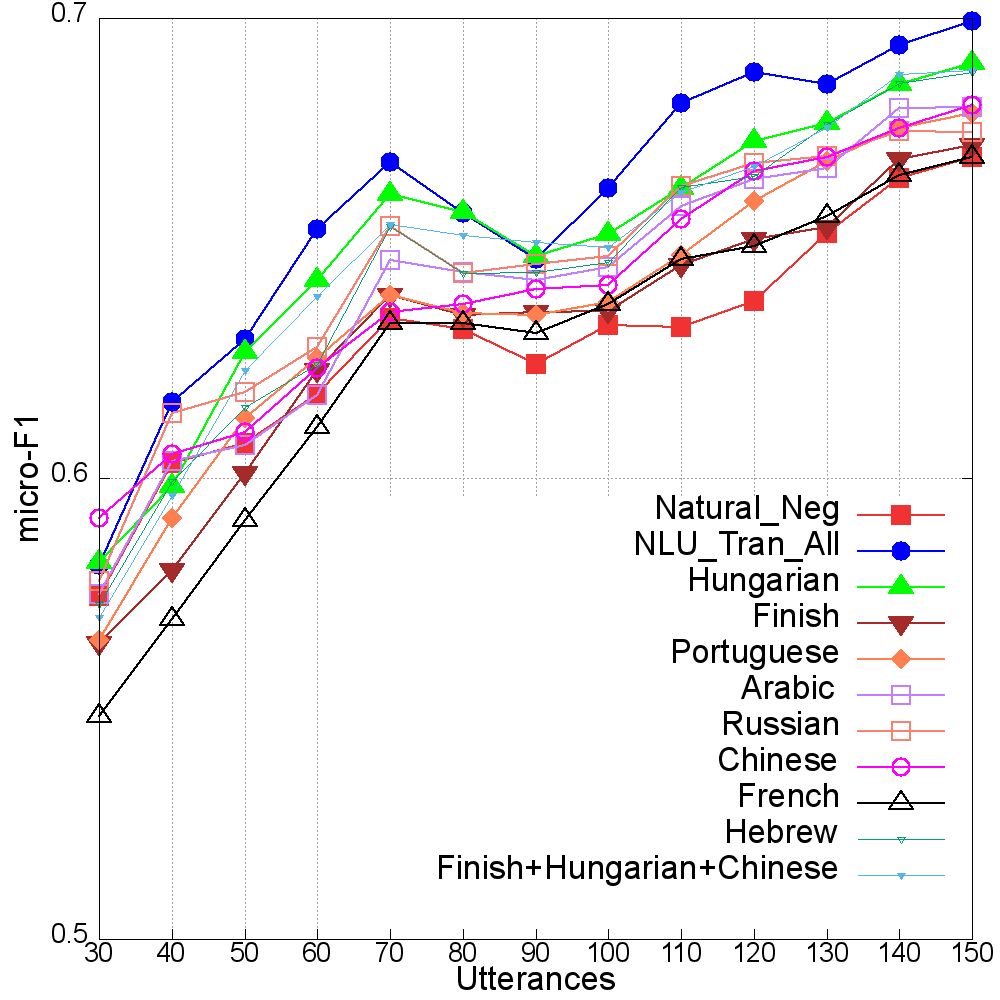 0.7
0.6
0.5
micro-F1
Natural_Neg
NLU_Tran_All
Hungarian
Finish
Portuguese
Arabic
Russian
Chinese
French
Hebrew
Finish+Hungarian+Chinese
30 40 50 60 70 80 90 100 110 120 130 140 150
Utterances